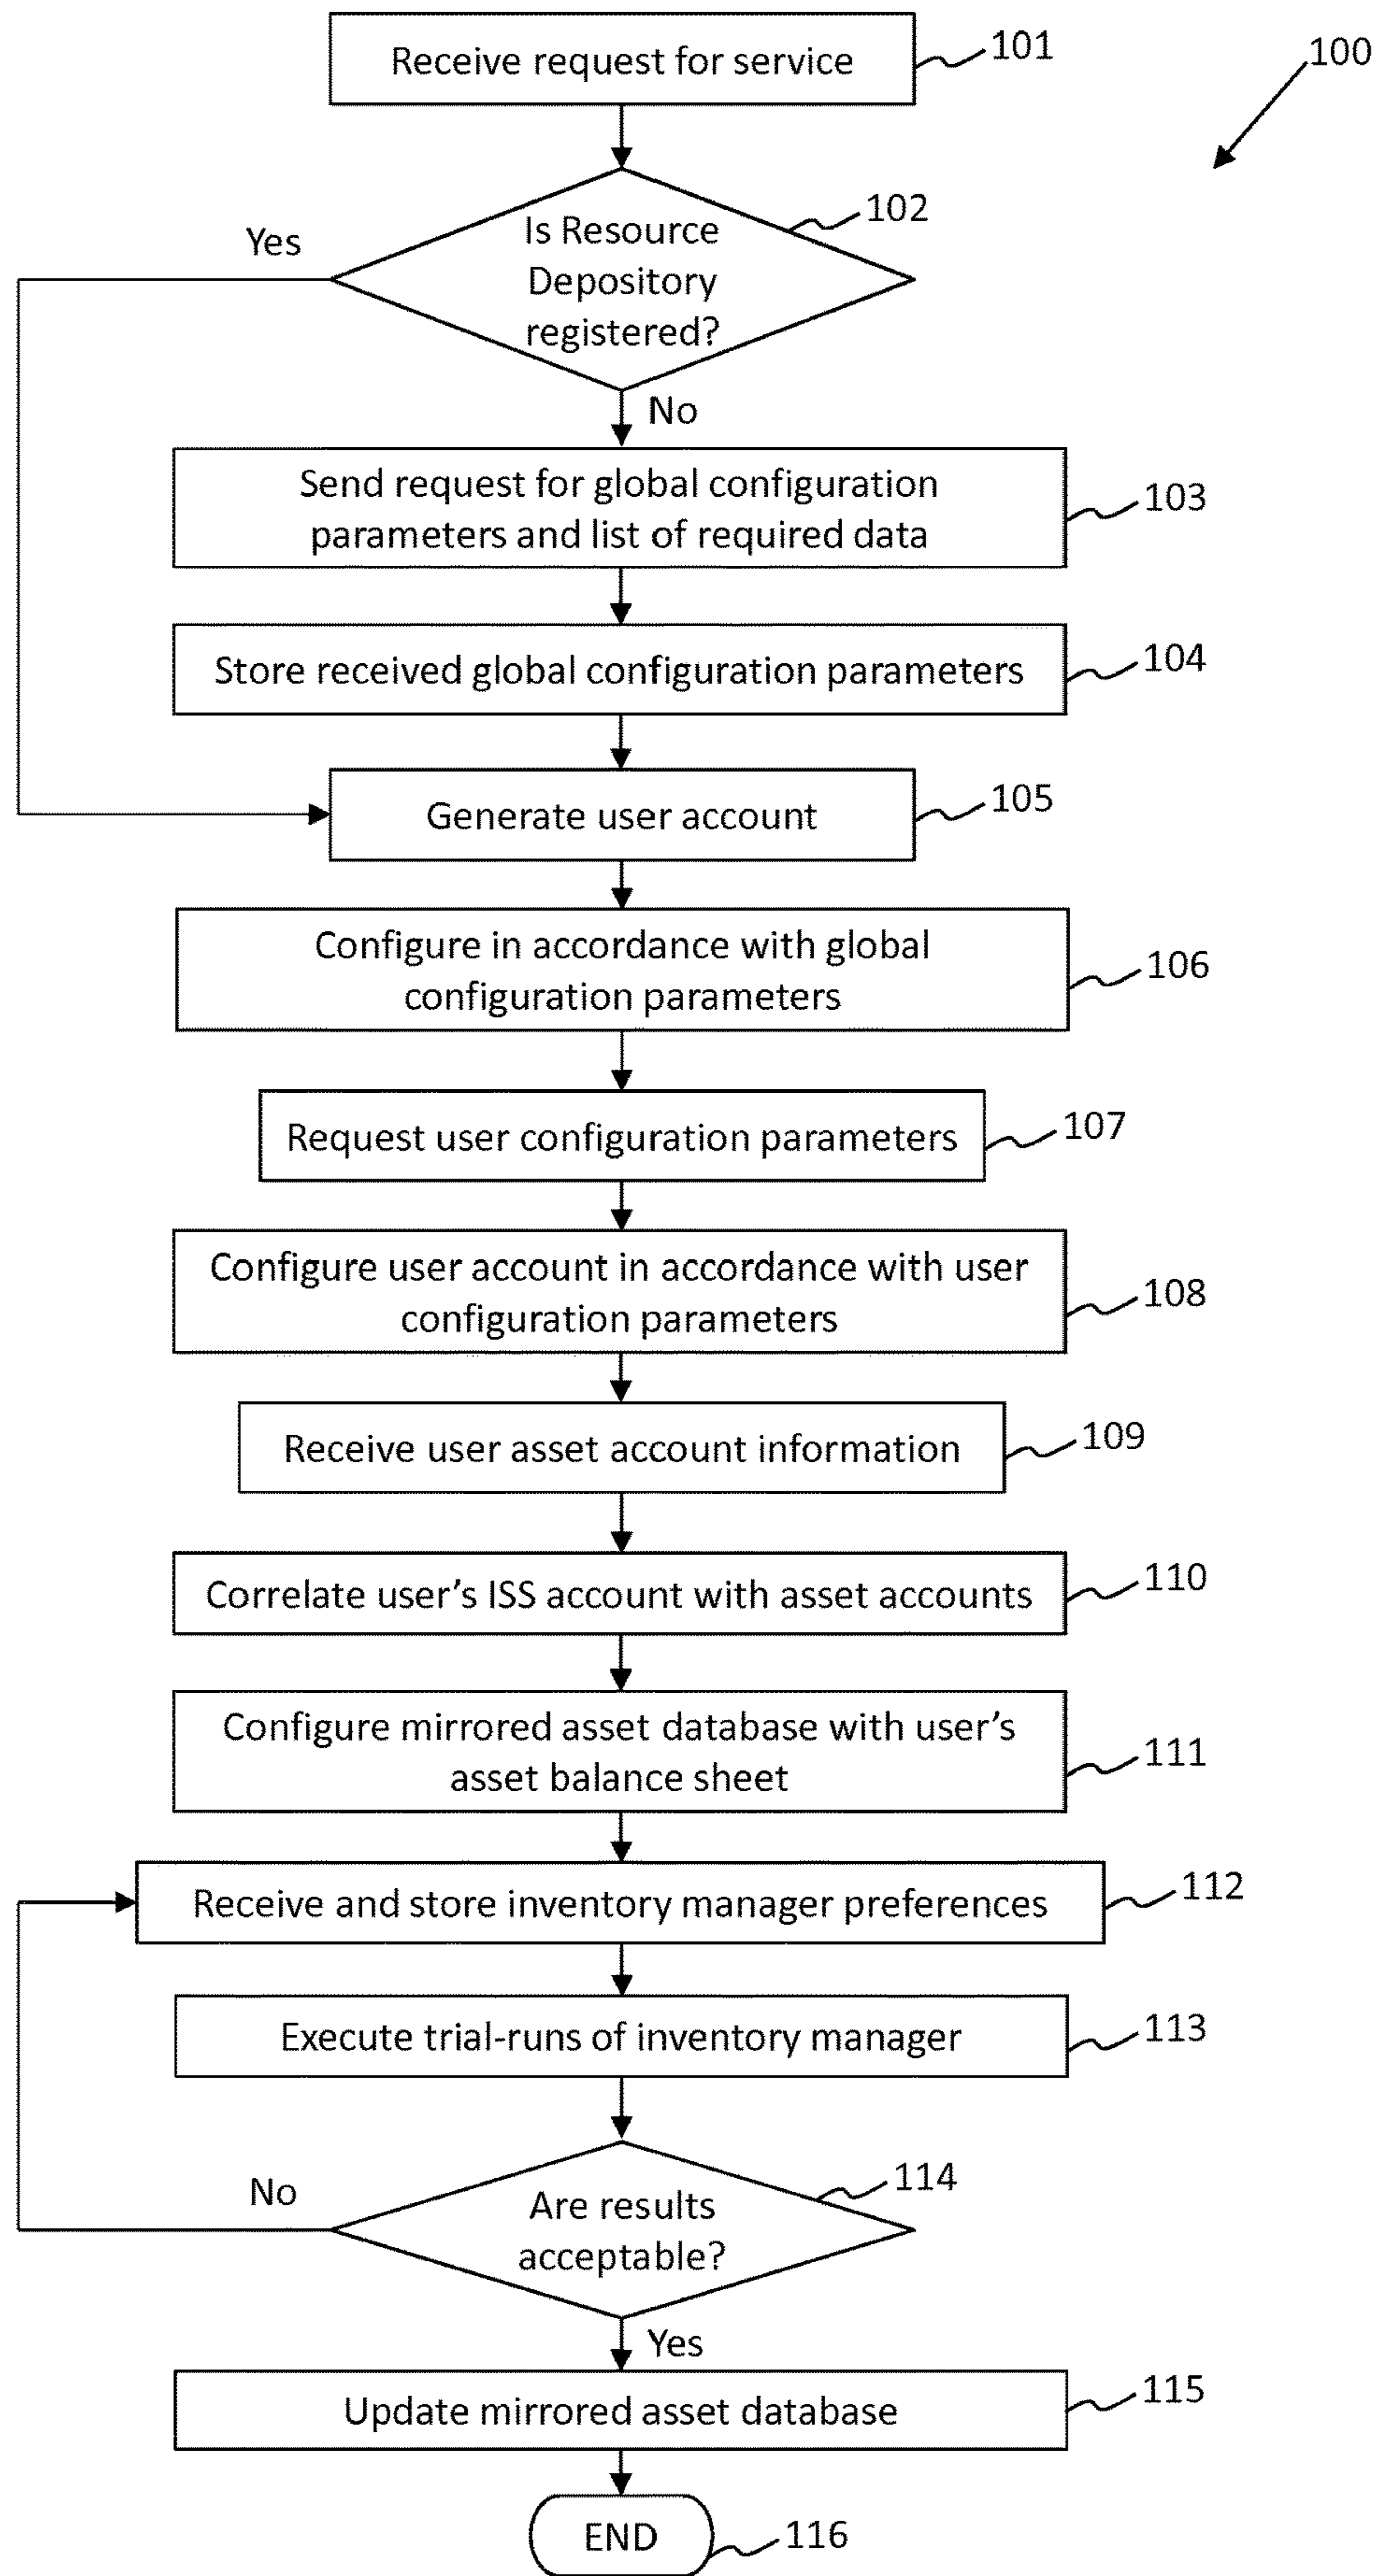 Receive request for service
101
100
Is Resource
Depository
registered?
102
Yes
No
Send request for global configuration
parameters and list of required data
103
Store received global configuration parameters
104
Generate user account
105
Configure in accordance with global
configuration parameters
106
Request user configuration parameters
107
Configure user account in accordance with user
configuration parameters
108
Receive user asset account information
109
Correlate user’s ISS account with asset accounts
110
Configure mirrored asset database with user’s
asset balance sheet
111
Receive and store inventory manager preferences
112
Execute trial-runs of inventory manager
113
Are results
acceptable?
114
No
Yes
Update mirrored asset database
115
END
116